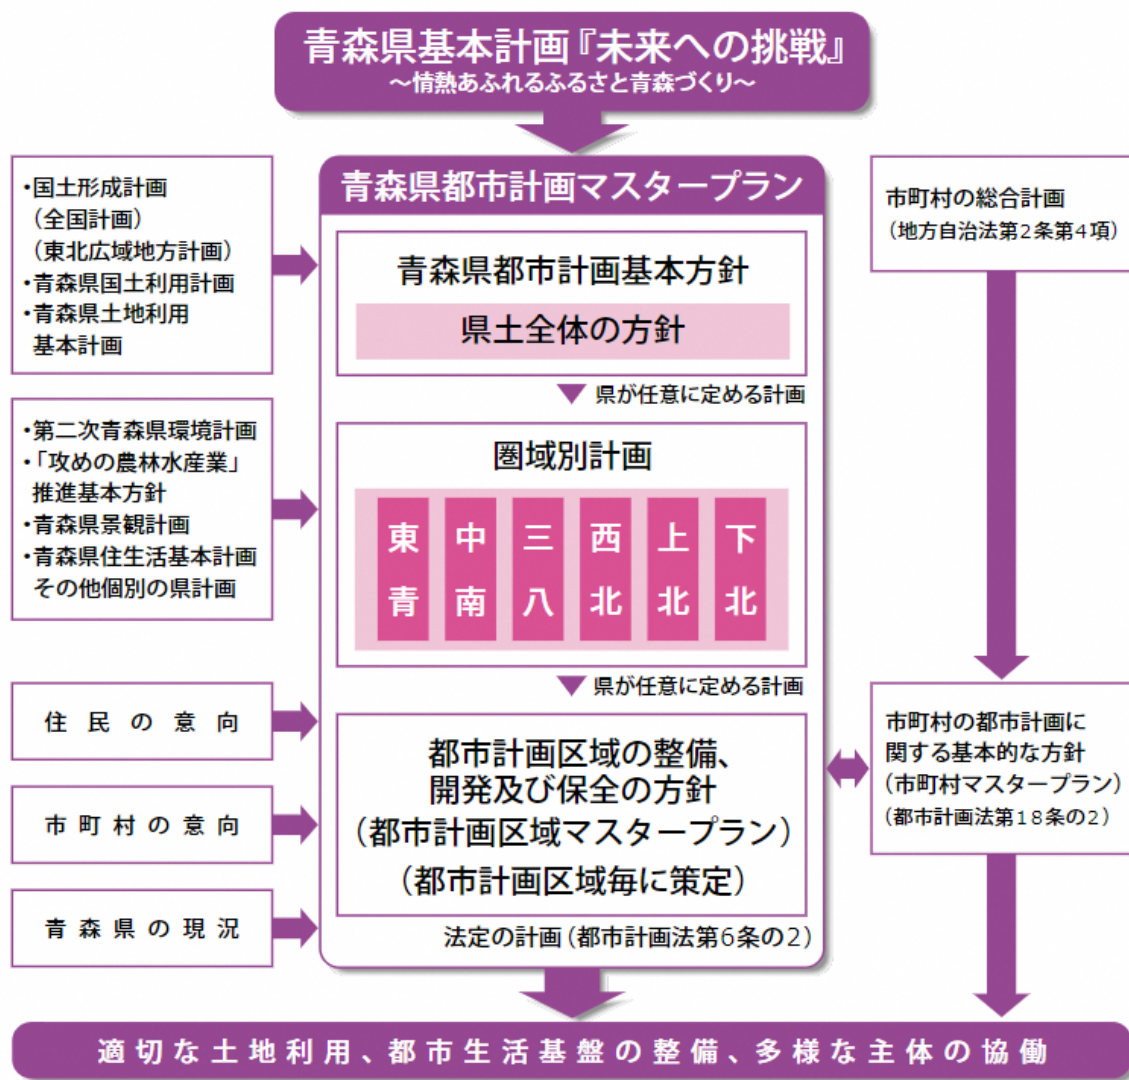 青森県基本計画『未来への挑戦』
～情熱あふれるふるさと青森づくり～
・国土形成計画
（全国計画）
（東北広域地方計画）
・青森県国土利用計画
・青森県土地利用
基本計画
・第二次青森県環境計画
・「攻めの農林水産業」
推進基本方針
・青森県景観計画
・青森県住生活基本計画
その他個別の県計画
住民の意向
市町村の意向
青森県の現況
青森県都市計画マスタープラン
青森県都市計画基本方針
県土全体の方針
県が任意に定める計画
圏域別計画
東青
中南
三八
西北
上北
下北
県が任意に定める計画
都市計画区域の整備、
開発及び保全の方針
（都市計画区域マスタープラン）
（都市計画区域毎に策定）
法定の計画（都市計画法第6条の2）
市町村の総合計画
（地方自治法第2条第4項）
市町村の都市計画に
関する基本的な方針
（市町村マスタープラン）
（都市計画法第18条の2）
適切な土地利用、都市生活基盤の整備、多様な主体の協働